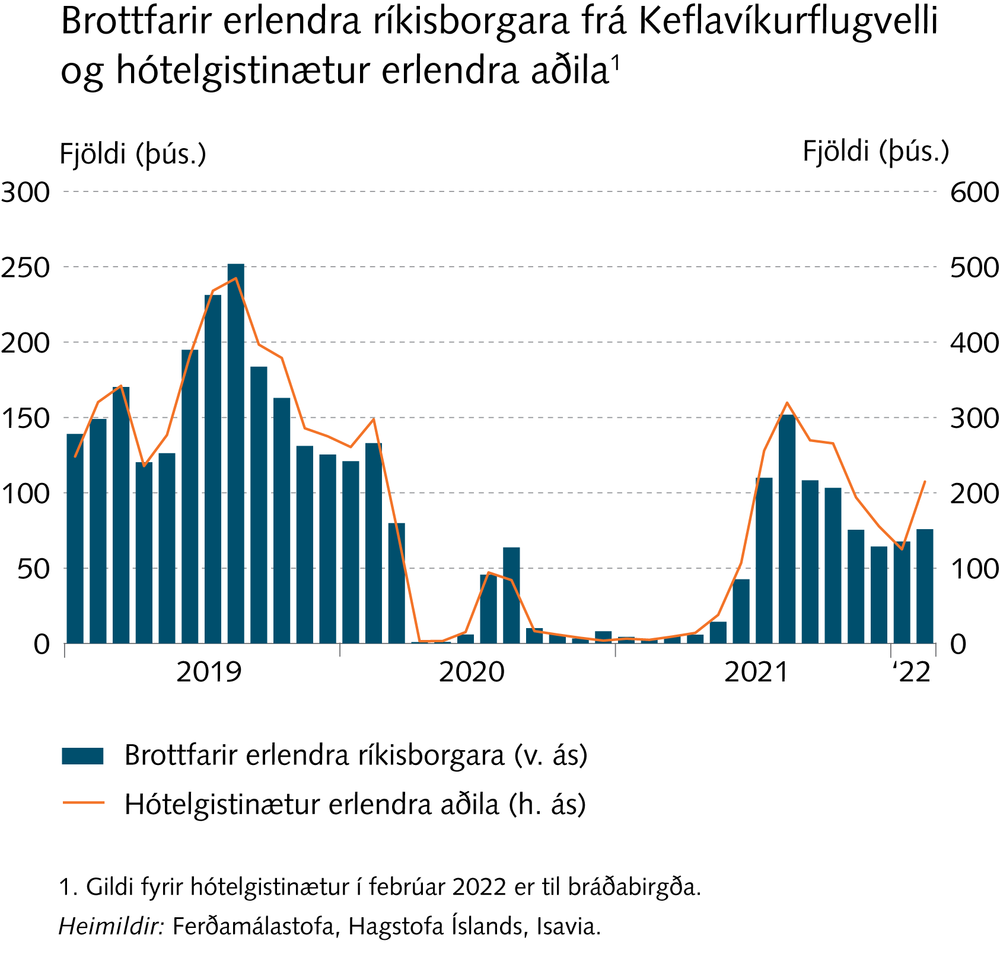 Brottfarir erlendra ríkisborgara frá Keflavíkurflugvelli
og hótelgistinætur erlendra aðila¹
Fjöldi (þús.) Fjöldi (þús.)
300 600
250 500
200 400
150 300
100 200
50 100
0 0
2019 2020 2021 ‘22
Brottfarir erlendra ríkisborgara (v. ás)
Hótelgistinætur erlendra aðila (h. ás)
1. Gildi fyrir hótelgistinætur í febrúar 2022 er til bráðabirgða.
Heimildir: Ferðamálastofa, Hagstofa Íslands, Isavia.